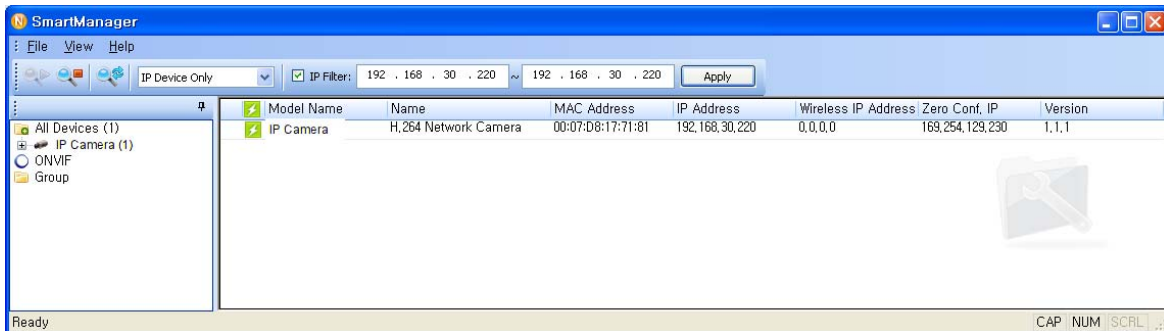 SmartManager
File View Help
IP Device Only IP Filter: 192 . 168 . 30 . 220 ~ 192 . 168 . 30 . 220 Apply
Model Name Name MAC Address IP Address Wireless IP Address Zero Conf, IP Version
All Devices (1)
IP Camera (1)
ONVIF
Group
IP Camera H,264 Network Camera 00:07:D8:17:71:81 192,168,30,220 0,0,0,0 169,254,129,230 1,1,1
Ready CAP NUM SCRL